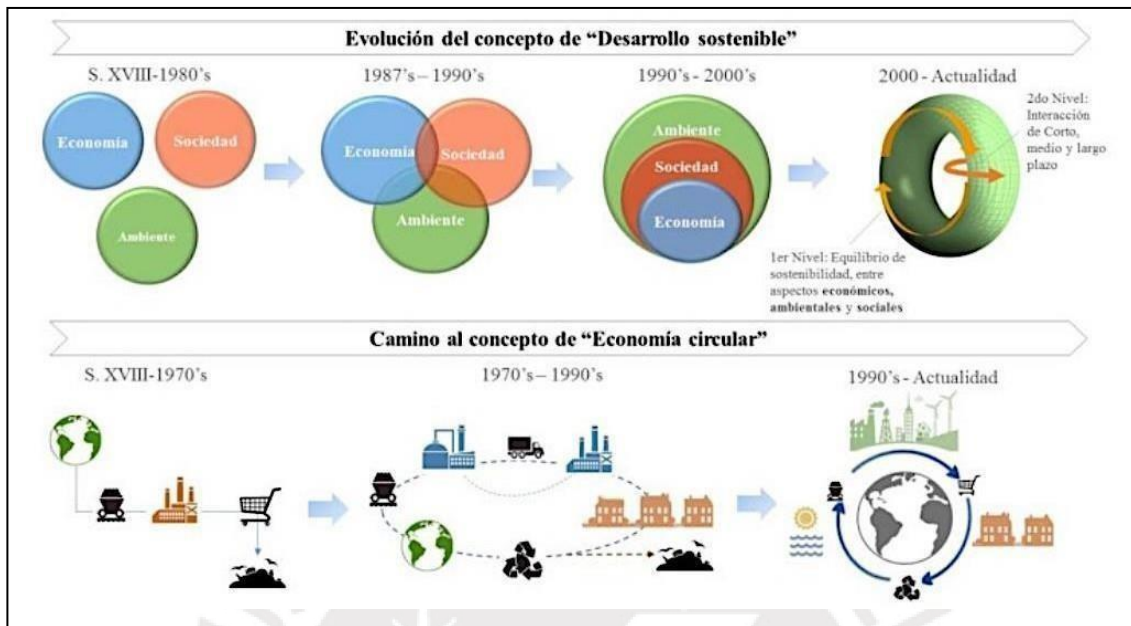 Evolución del concepto de “Desarrollo sostenible”
S. XVIII-1980’s
1987’s – 1990’s
1990’s - 2000’s
2000 - Actualidad
Economía
Sociedad
Ambiente
Economía
Sociedad
Ambiente
Ambiente
Sociedad
Economía
2do Nivel:
Interacción
de Corto,
medio y largo
plazo
1er Nivel: Equilibrio de
sostenibilidad, entre
aspectos económicos,
ambientales y sociales
Camino al concepto de “Economía circular”
S. XVIII-1970’s
1970’s – 1990’s
1990’s - Actualidad